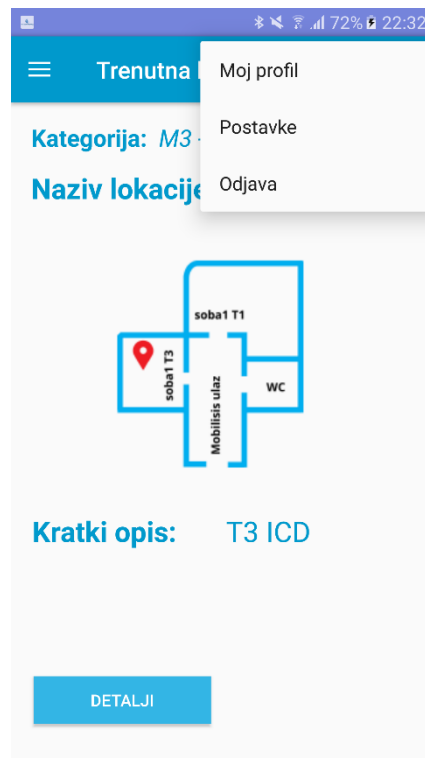 72% 22:32
Trenutna
Moj profil
Postavke
Odjava
Kategorija: M3 -
Naziv lokacije
soba1 T1
soba1 T3
Mobilisis ulaz
WC
Kratki opis: T3 ICD
DETALJI